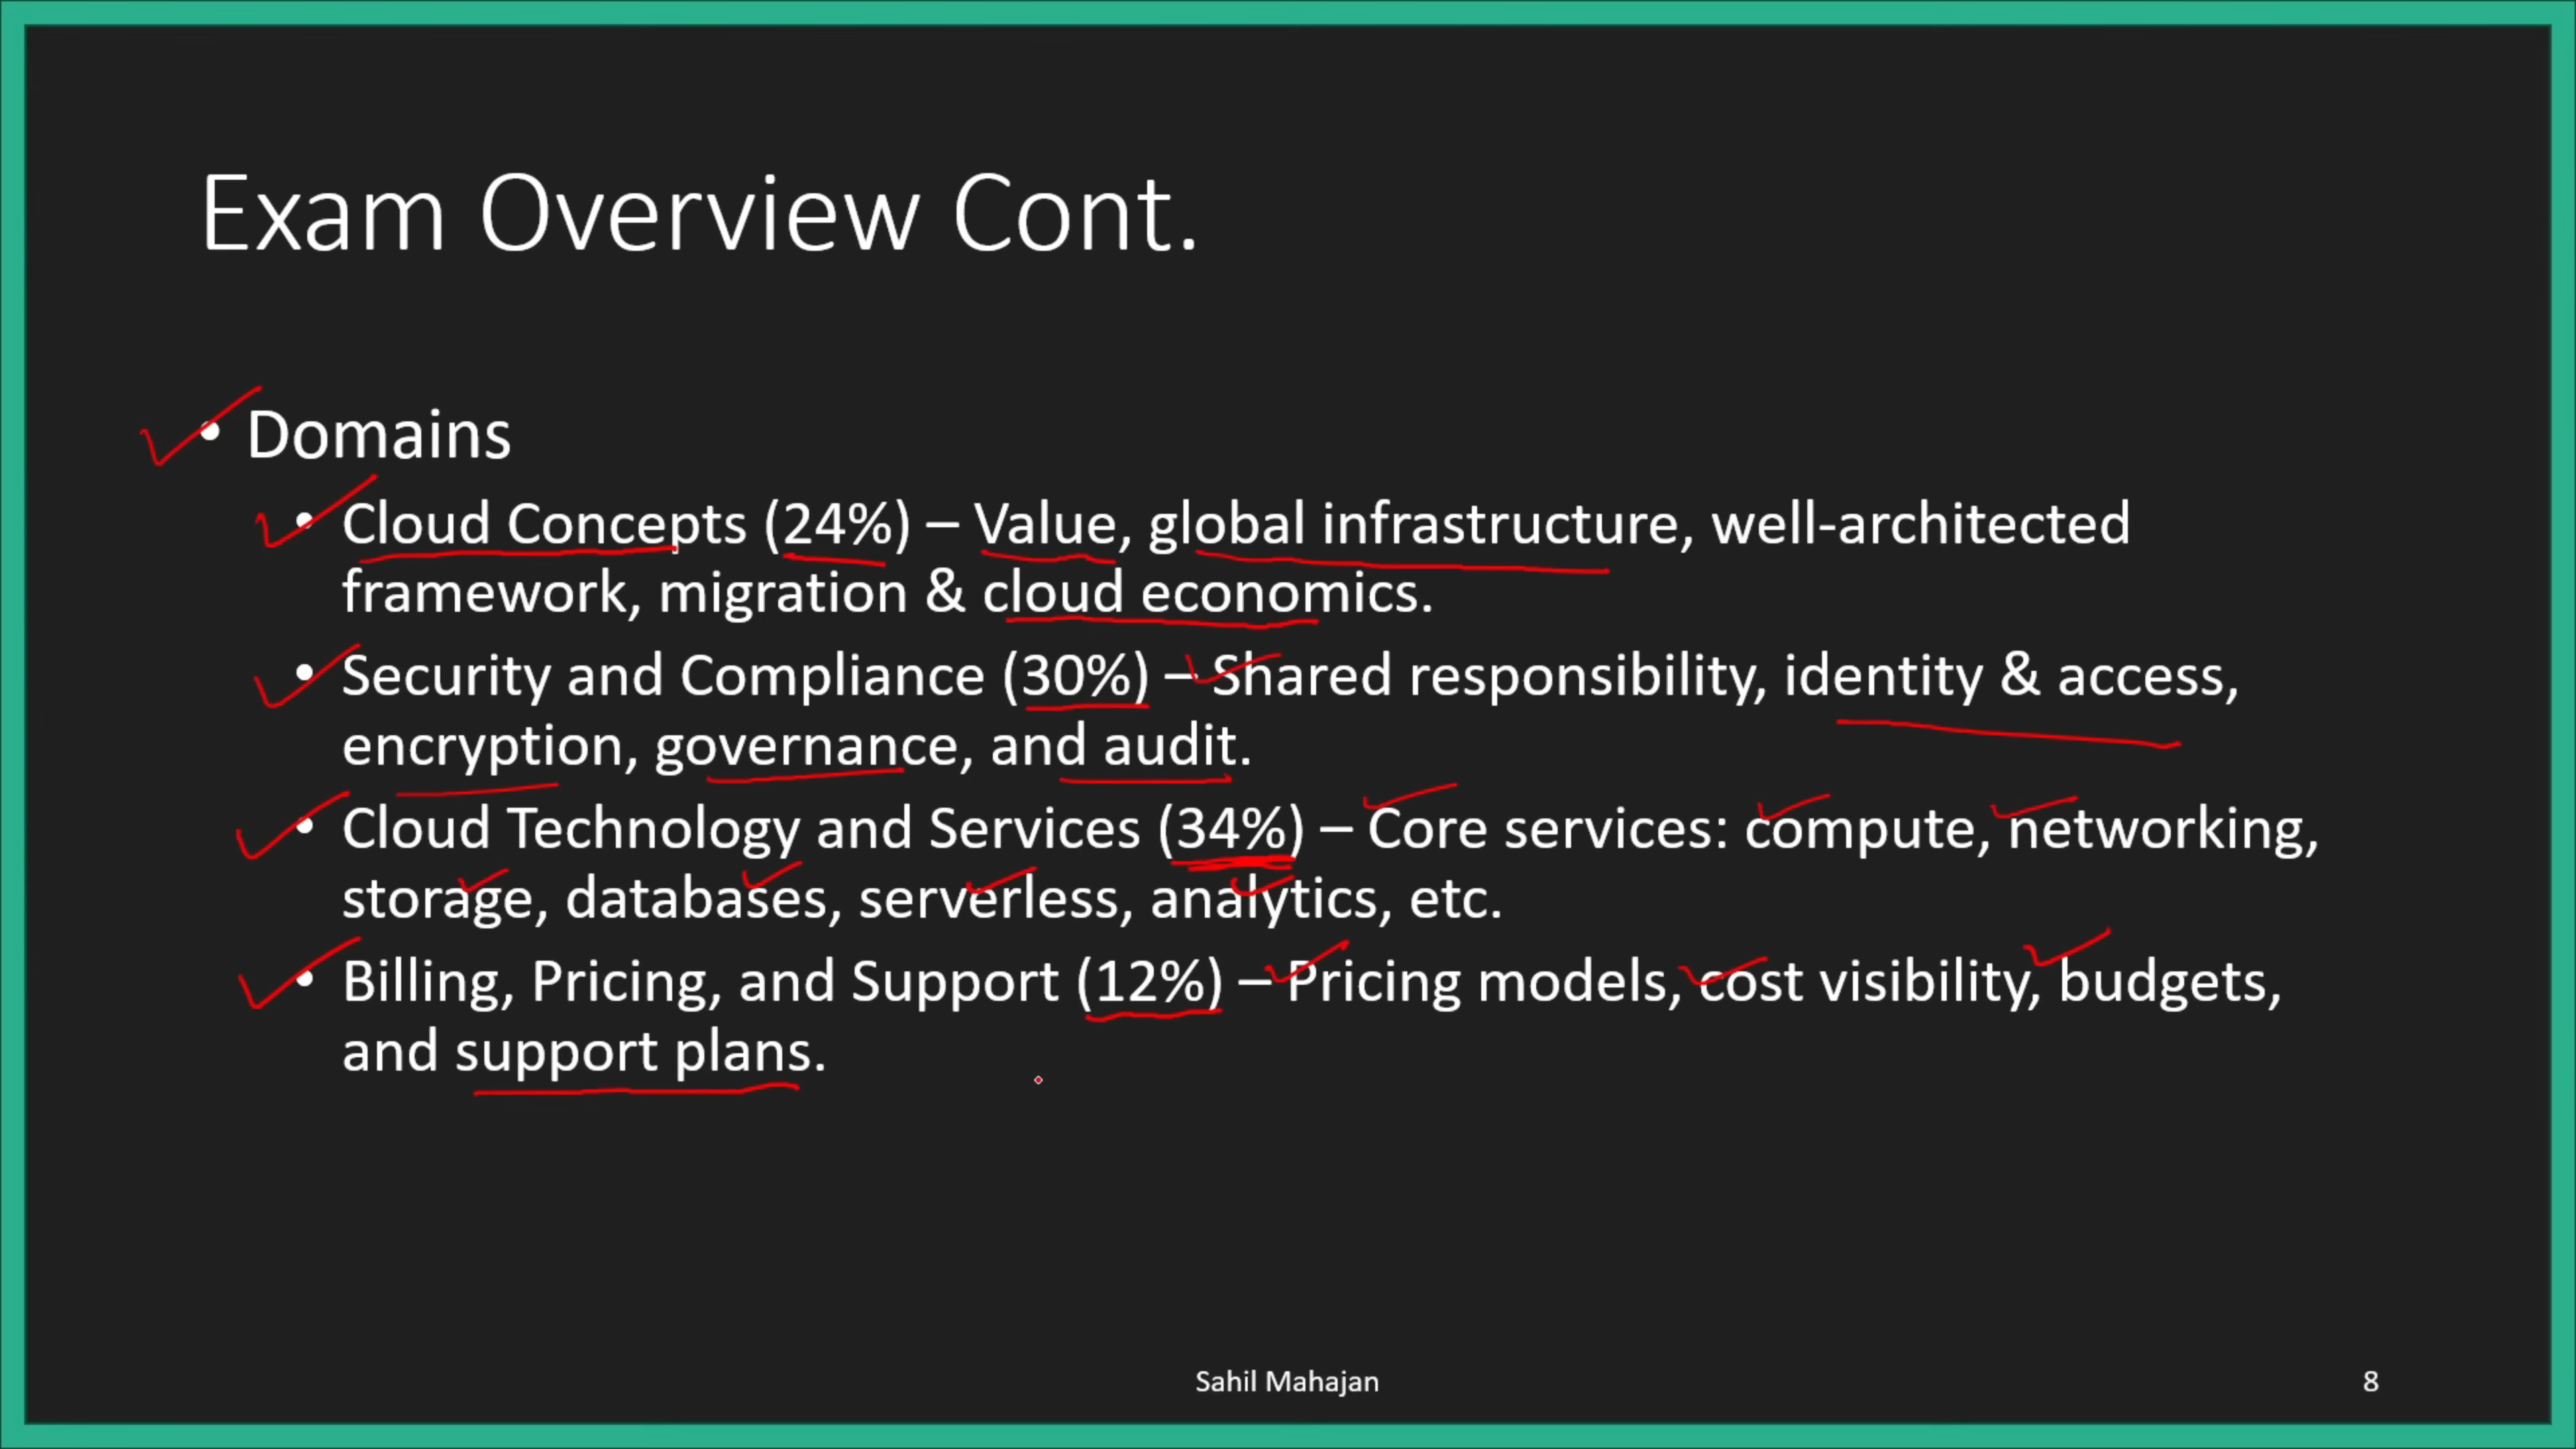 Exam Overview Cont.
• Domains
• Cloud Concepts (24%) – Value, global infrastructure, well-architected
framework, migration & cloud economics.
• Security and Compliance (30%) – Shared responsibility, identity & access,
encryption, governance, and audit.
• Cloud Technology and Services (34%) – Core services: compute, networking,
storage, databases, serverless, analytics, etc.
• Billing, Pricing, and Support (12%) – Pricing models, cost visibility, budgets,
and support plans.
Sahil Mahajan
8